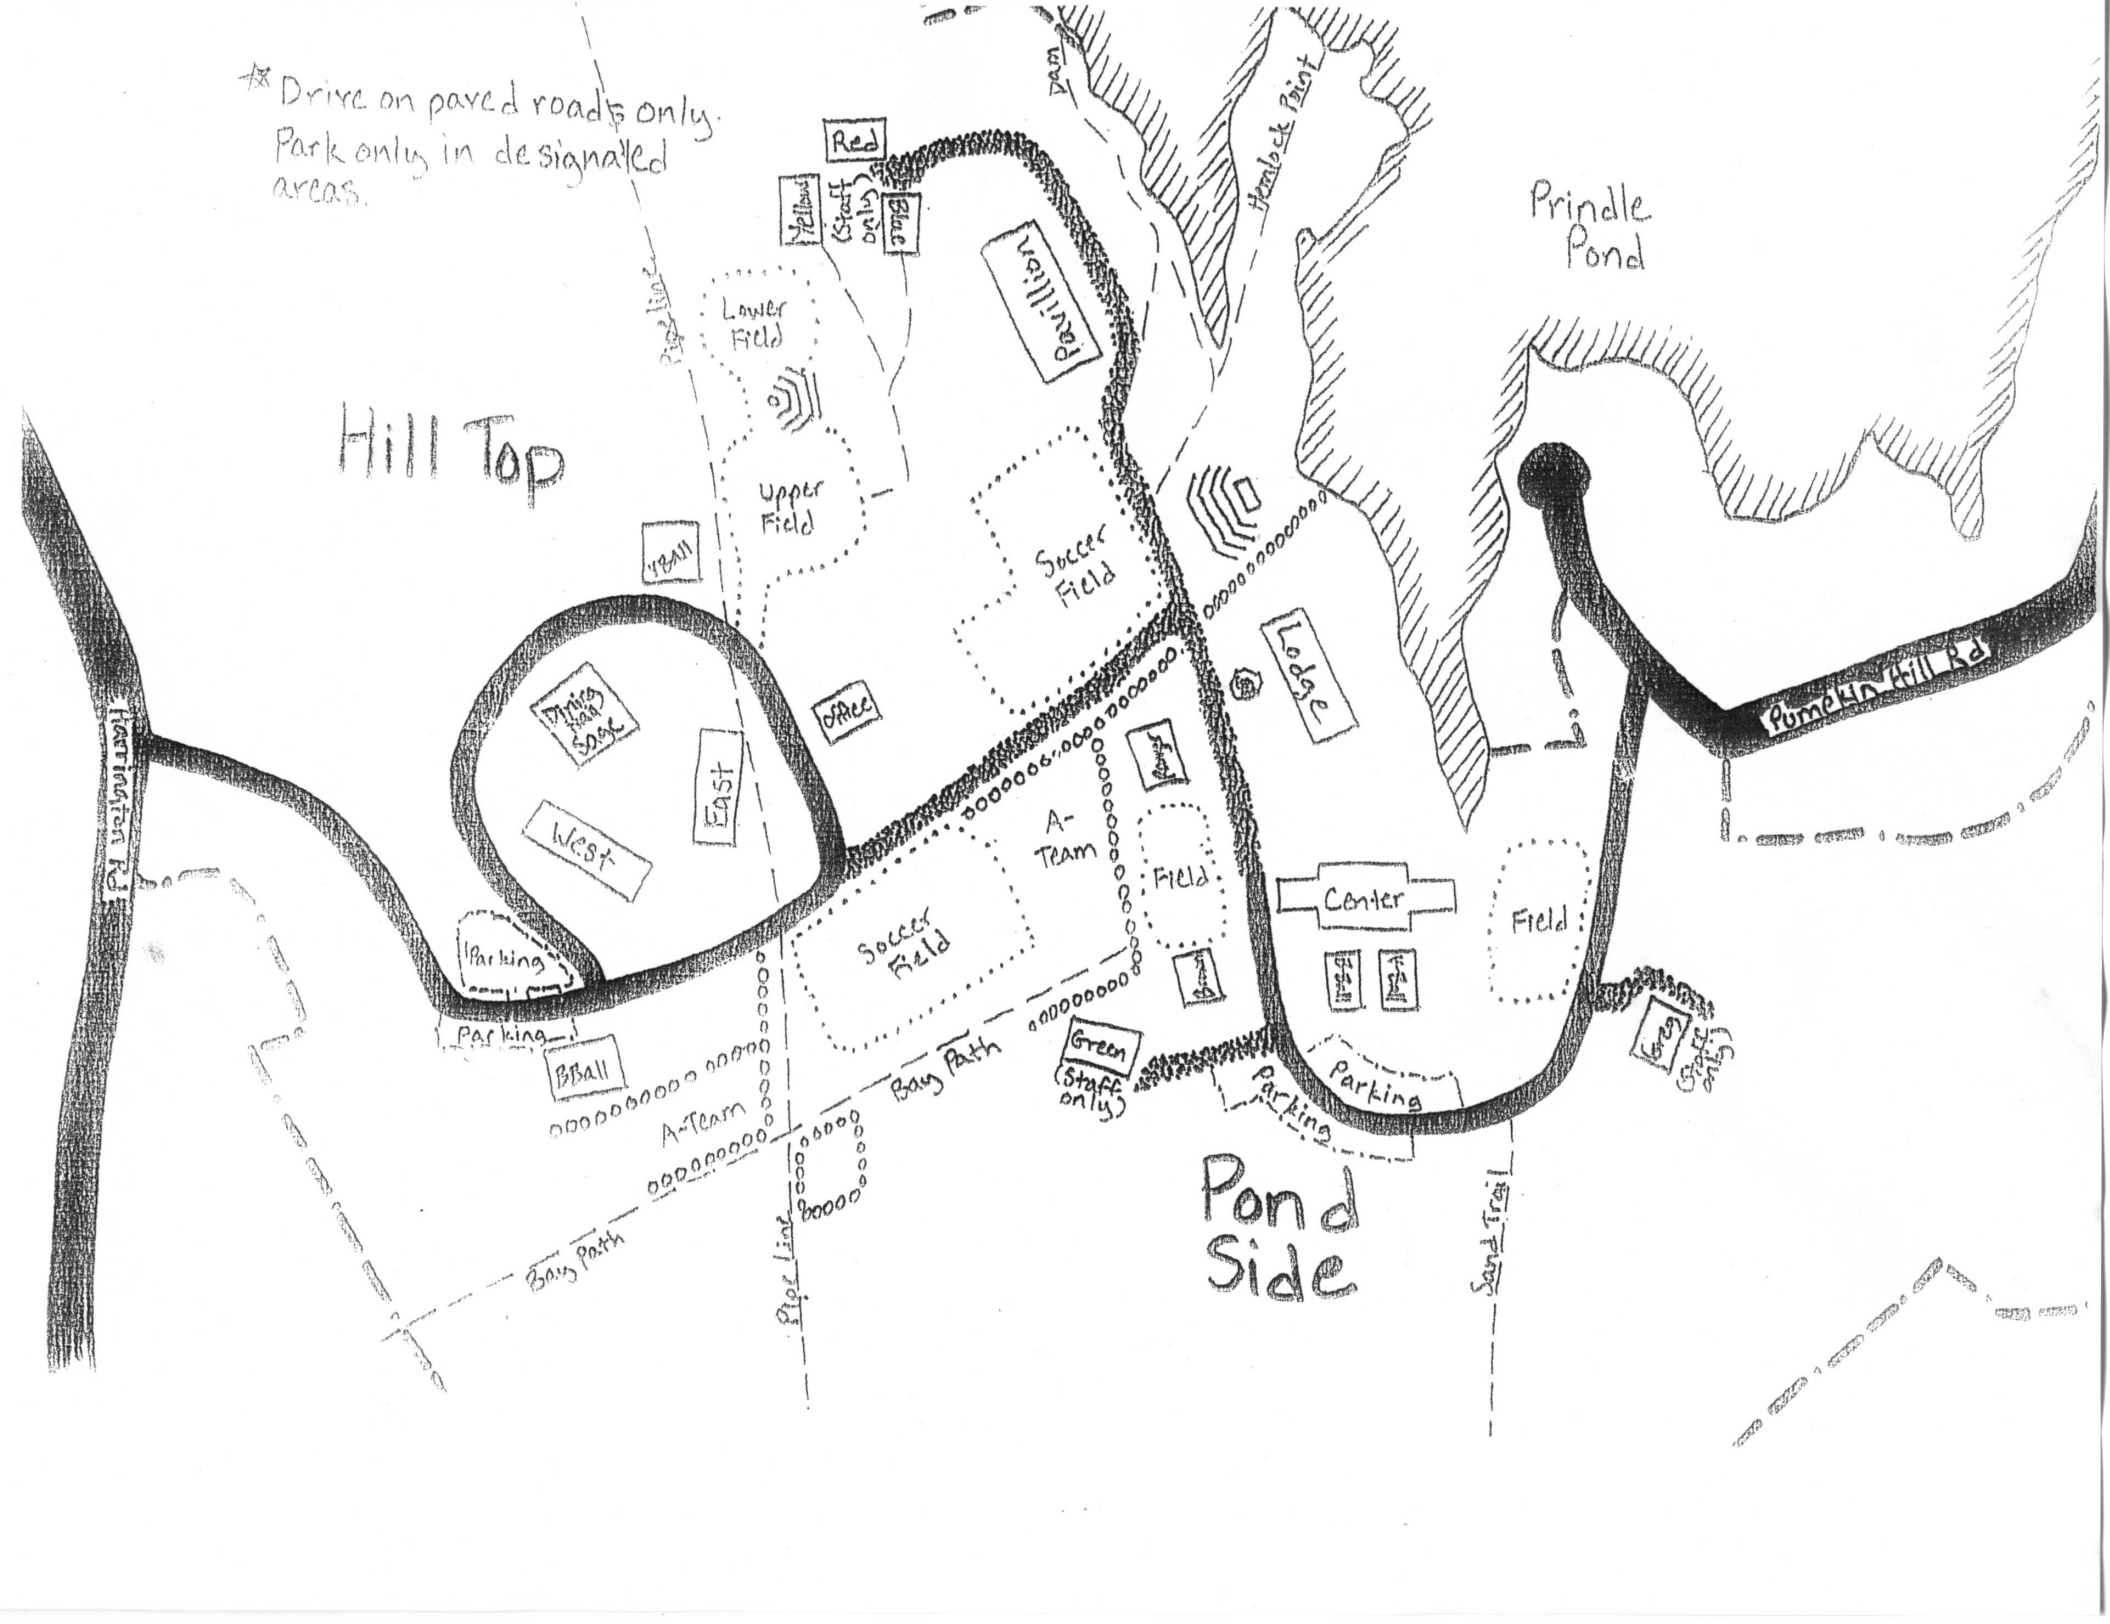 ☆ Drive on paved roads only.
Park only in designated
areas.
Dam
Hemlock Point
Red
Yellow
(Staff
only)
Blue
Pavillion
Prindle
Pond
Pipeline
Lower
Field
Hill Top
Upper
Field
Soccer
Field
VBall
Lodge
Office
Dining
Hall
East
West
Pumpkin Hill Rd
Harrington Rd
A-
Team
Field
Center
Field
Soccer
Field
Parking
Parking
BBall
A-Team
Bay Path
Green
(Staff
only)
Parking
Parking
Grey
(Staff
only)
Pond
Side
Bay Path
Pipe Line
Sand Trail